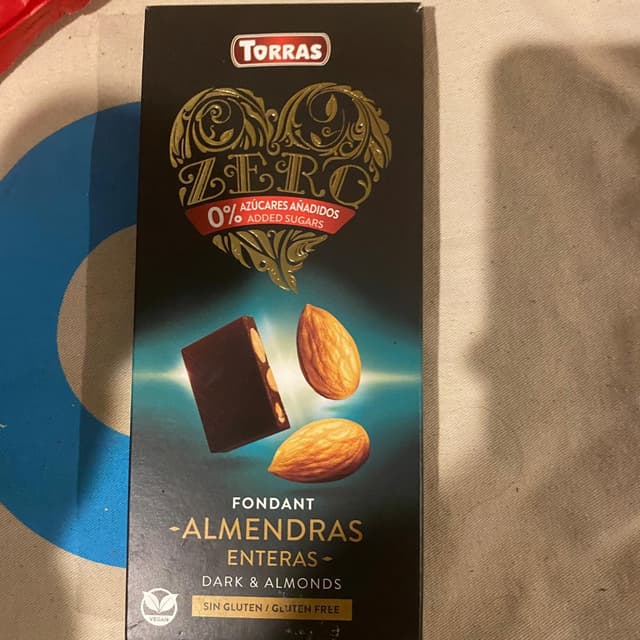 TORRAS
ZERO
0% AZÚCARES AÑADIDOS
ADDED SUGARS
FONDANT
ALMENDRAS
ENTERAS
DARK & ALMONDS
SIN GLUTEN / GLUTEN FREE
VEGAN